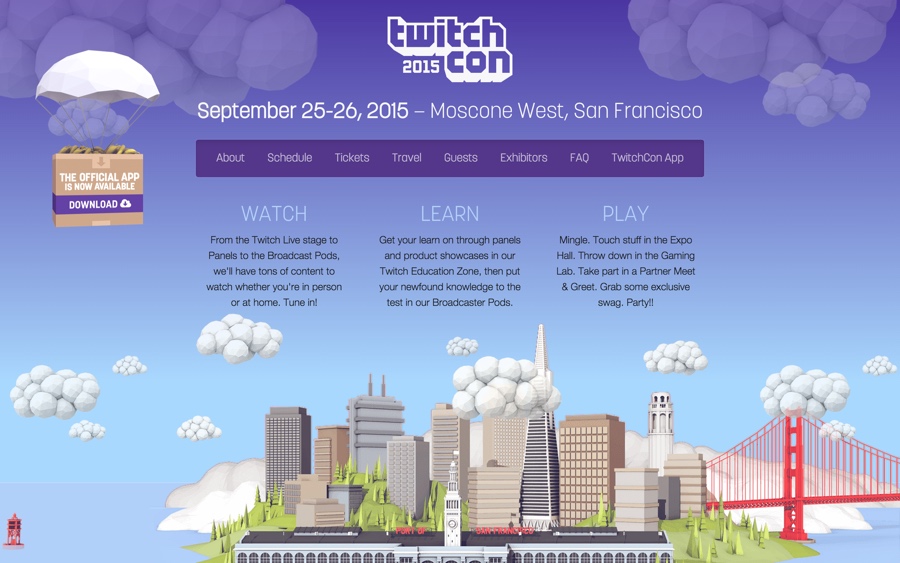 twitch
con
2015
September 25-26, 2015 – Moscone West, San Francisco
THE OFFICIAL APP
IS NOW AVAILABLE
DOWNLOAD
About Schedule Tickets Travel Guests Exhibitors FAQ TwitchCon App
WATCH
From the Twitch Live stage to
Panels to the Broadcast Pods,
we'll have tons of content to
watch whether you're in person
or at home. Tune in!
LEARN
Get your learn on through panels
and product showcases in our
Twitch Education Zone, then put
your newfound knowledge to the
test in our Broadcaster Pods.
PLAY
Mingle. Touch stuff in the Expo
Hall. Throw down in the Gaming
Lab. Take part in a Partner Meet
& Greet. Grab some exclusive
swag. Party!!
PORT OF SAN FRANCISCO